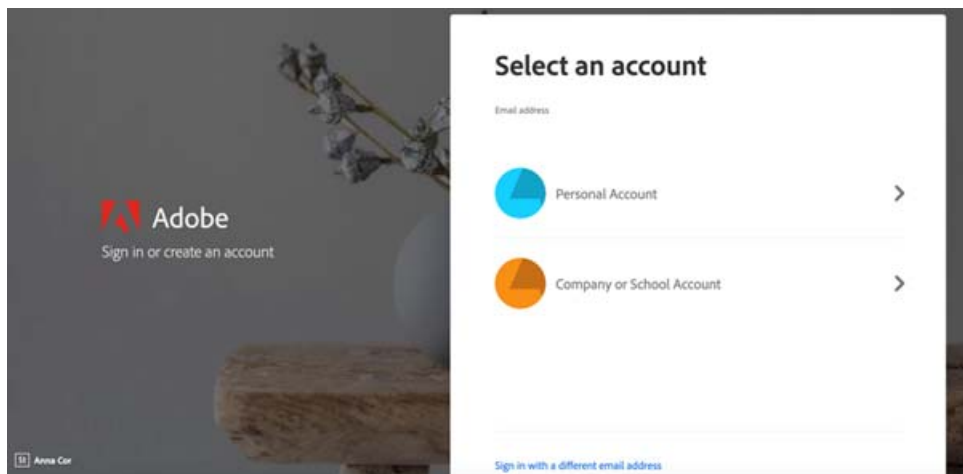 Adobe
Sign in or create an account
St Anna Cor
Select an account
Email address
Personal Account
Company or School Account
Sign in with a different email address